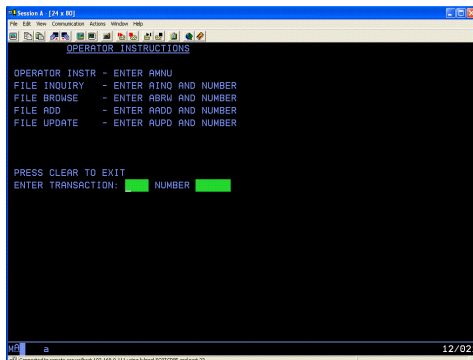 Session A - [24 x 80]
File Edit View Communication Actions Window Help
OPERATOR INSTRUCTIONS
OPERATOR INSTR - ENTER AMNU
FILE INQUIRY - ENTER AINQ AND NUMBER
FILE BROWSE - ENTER ABRW AND NUMBER
FILE ADD - ENTER AADD AND NUMBER
FILE UPDATE - ENTER AUPD AND NUMBER
PRESS CLEAR TO EXIT
ENTER TRANSACTION: NUMBER
MA a 12/02